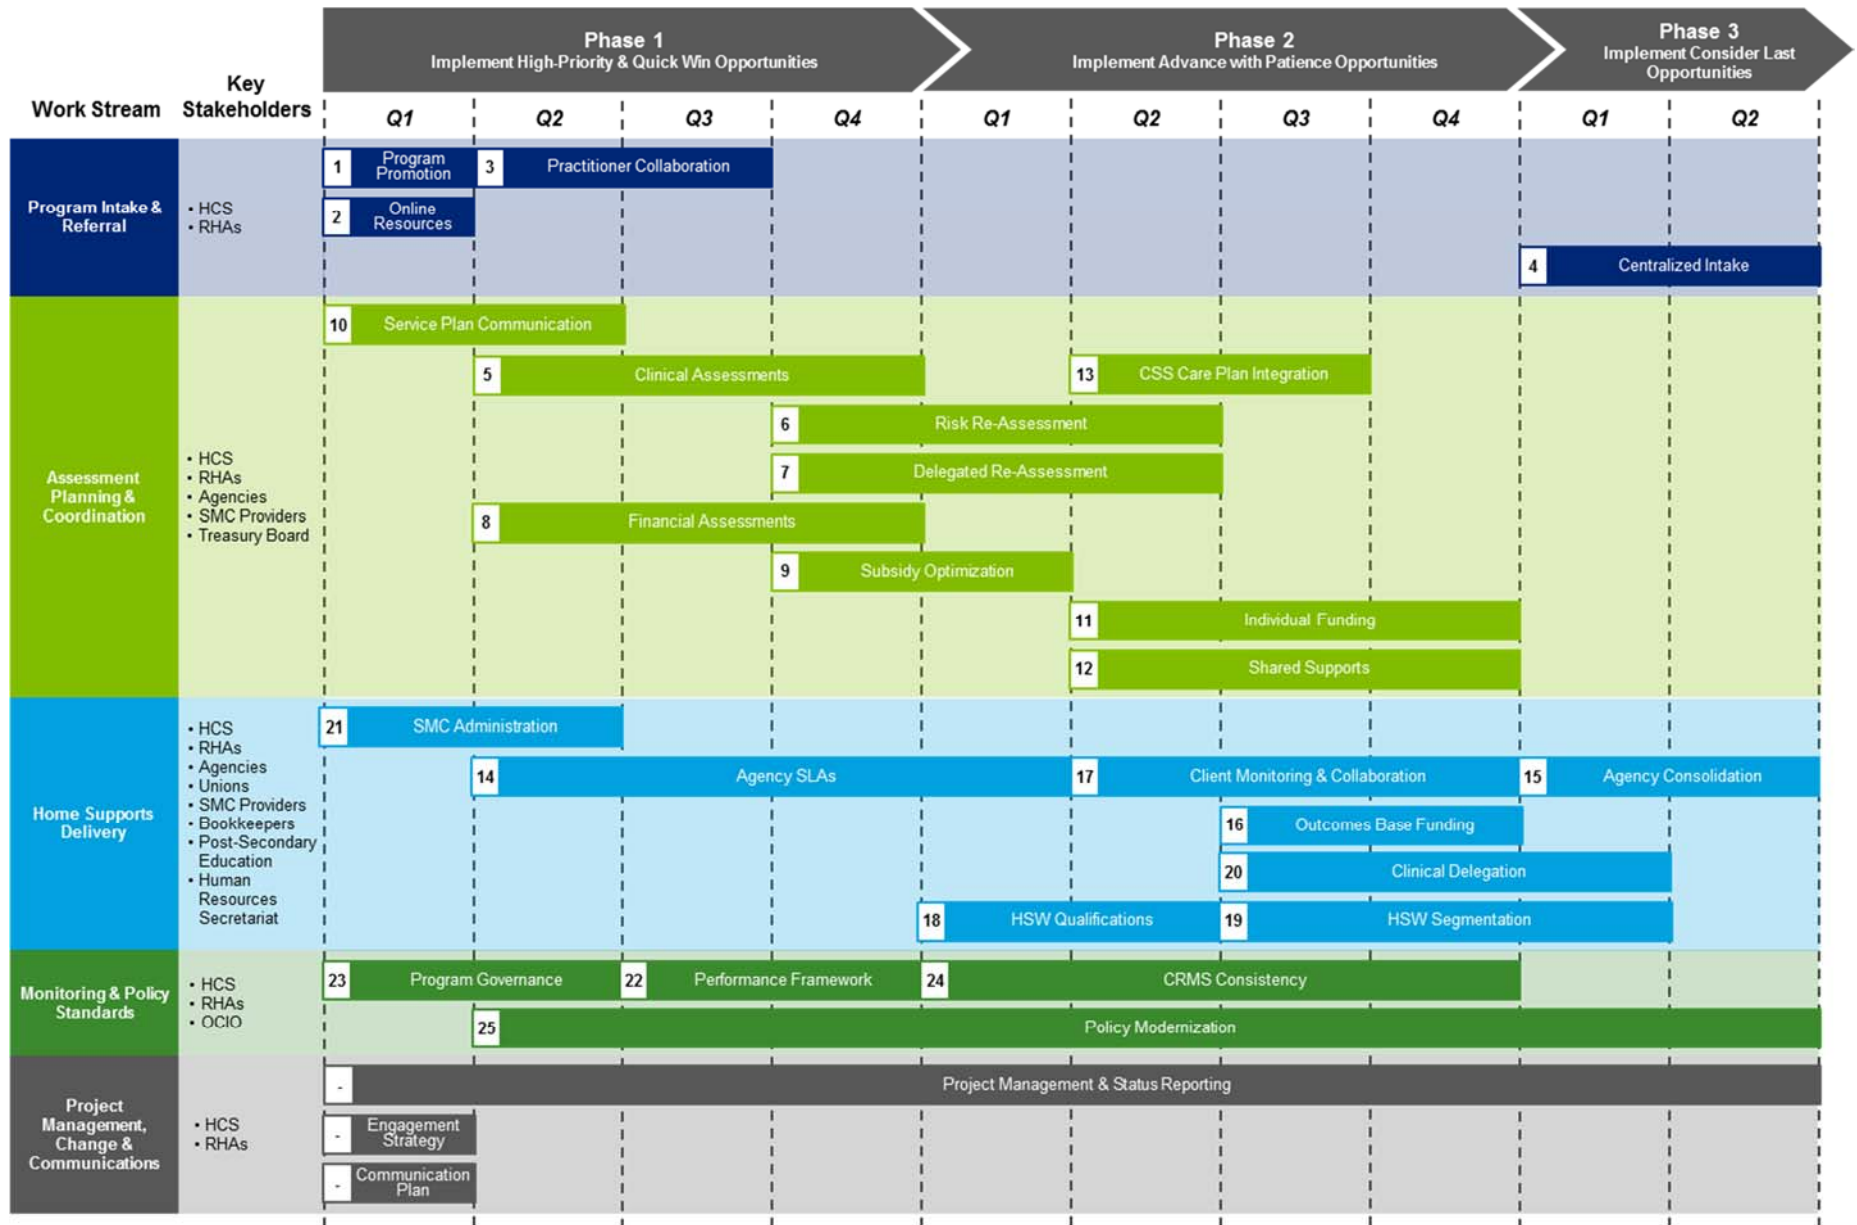 Phase 1
Implement High-Priority & Quick Win Opportunities
Phase 2
Implement Advance with Patience Opportunities
Phase 3
Implement Consider Last
Opportunities
Work Stream
Key
Stakeholders
Q1
Q2
Q3
Q4
Q1
Q2
Q3
Q4
Q1
Q2
Program Intake &
Referral
• HCS
• RHAs
1
Program
Promotion
3
Practitioner Collaboration
2
Online
Resources
4
Centralized Intake
Assessment
Planning &
Coordination
• HCS
• RHAs
• Agencies
• SMC Providers
• Treasury Board
10
Service Plan Communication
5
Clinical Assessments
13
CSS Care Plan Integration
6
Risk Re-Assessment
7
Delegated Re-Assessment
8
Financial Assessments
9
Subsidy Optimization
11
Individual Funding
12
Shared Supports
Home Supports
Delivery
• HCS
• RHAs
• Agencies
• Unions
• SMC Providers
• Bookkeepers
• Post-Secondary
Education
• Human
Resources
Secretariat
21
SMC Administration
14
Agency SLAs
17
Client Monitoring & Collaboration
15
Agency Consolidation
16
Outcomes Base Funding
20
Clinical Delegation
18
HSW Qualifications
19
HSW Segmentation
Monitoring & Policy
Standards
• HCS
• RHAs
• OCIO
23
Program Governance
22
Performance Framework
24
CRMS Consistency
25
Policy Modernization
Project
Management,
Change &
Communications
• HCS
• RHAs
-
Project Management & Status Reporting
-
Engagement
Strategy
-
Communication
Plan